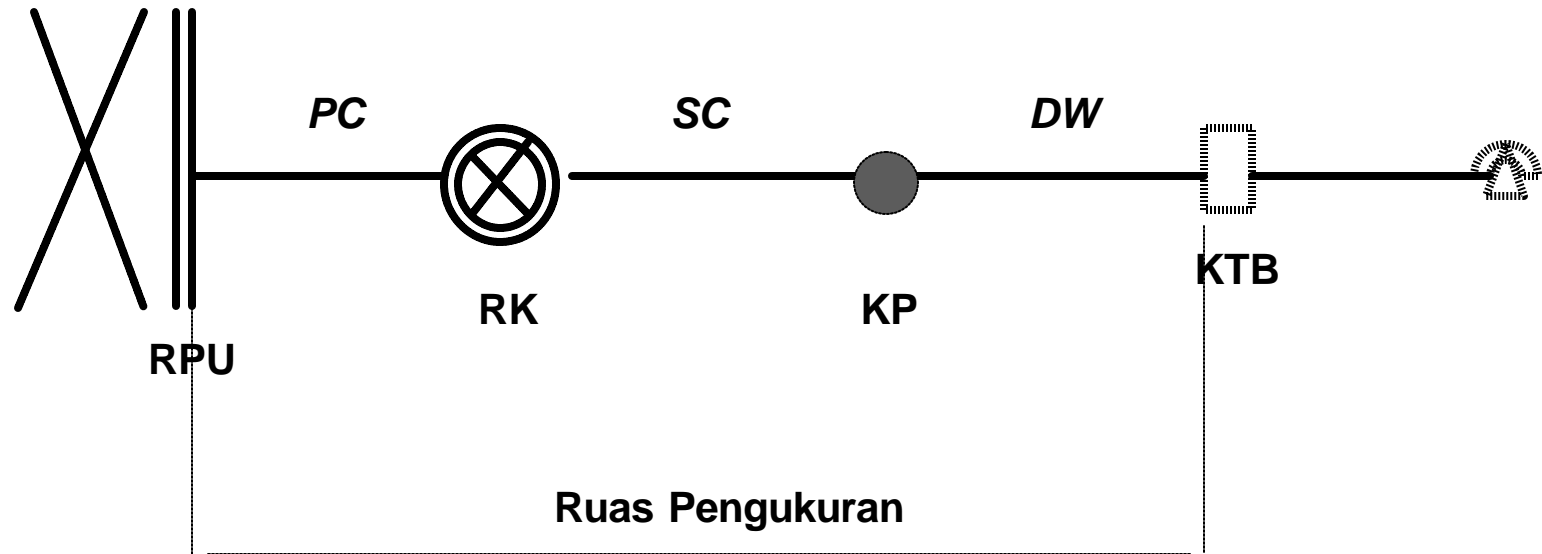 PC
SC
DW
KTB
RK
KP
RPU
Ruas Pengukuran